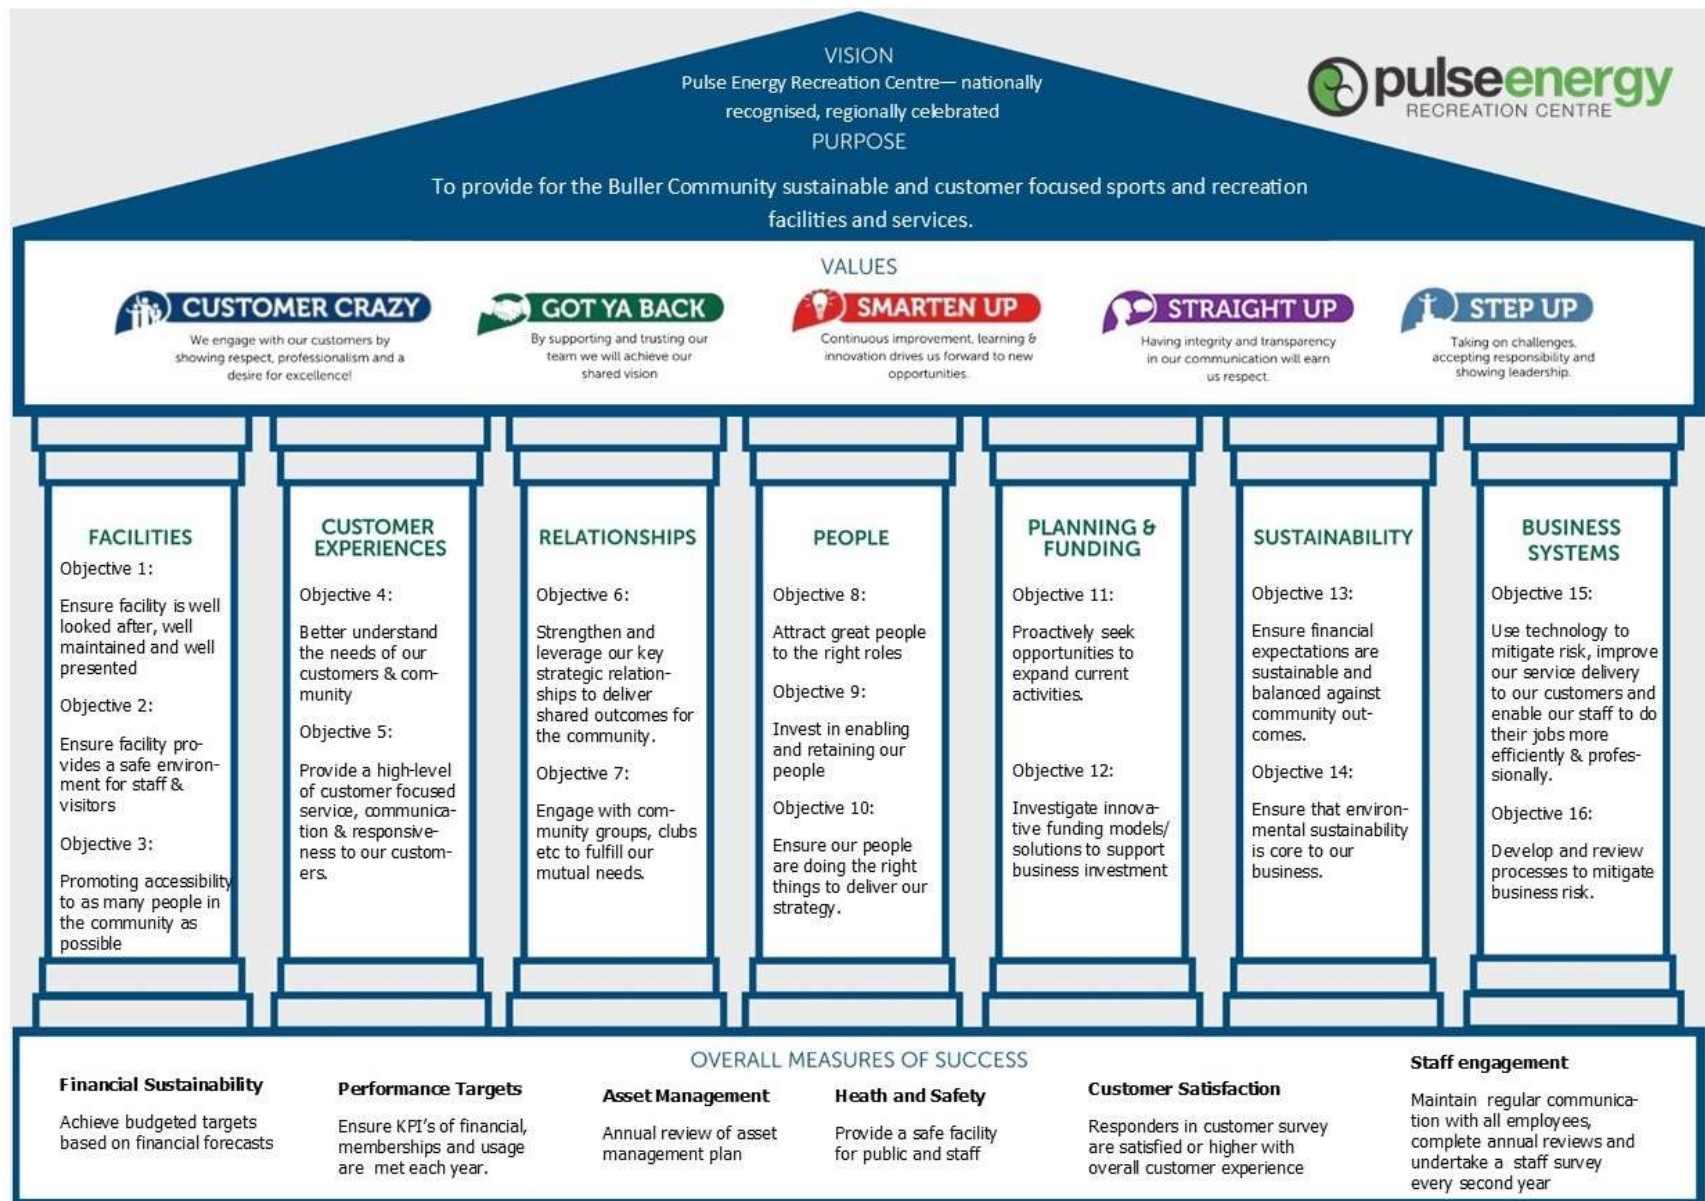 VISION
Pulse Energy Recreation Centre— nationally
recognised, regionally celebrated
PURPOSE
To provide for the Buller Community sustainable and customer focused sports and recreation
facilities and services.
pulseenergy
RECREATION CENTRE
VALUES
CUSTOMER CRAZY
We engage with our customers by
showing respect, professionalism and a
desire for excellence!
GOT YA BACK
By supporting and trusting our
team we will achieve our
shared vision
SMARTEN UP
Continuous improvement, learning &
innovation drives us forward to new
opportunities.
STRAIGHT UP
Having integrity and transparency
in our communication will earn
us respect.
STEP UP
Taking on challenges,
accepting responsibility and
showing leadership.
FACILITIES
Objective 1:
Ensure facility is well
looked after, well
maintained and well
presented
Objective 2:
Ensure facility pro-
vides a safe environ-
ment for staff &
visitors
Objective 3:
Promoting accessibility
to as many people in
the community as
possible
CUSTOMER
EXPERIENCES
Objective 4:
Better understand
the needs of our
customers & com-
munity
Objective 5:
Provide a high-level
of customer focused
service, communica-
tion & responsive-
ness to our custom-
ers.
RELATIONSHIPS
Objective 6:
Strengthen and
leverage our key
strategic relation-
ships to deliver
shared outcomes for
the community.
Objective 7:
Engage with com-
munity groups, clubs
etc to fulfill our
mutual needs.
PEOPLE
Objective 8:
Attract great people
to the right roles
Objective 9:
Invest in enabling
and retaining our
people
Objective 10:
Ensure our people
are doing the right
things to deliver our
strategy.
PLANNING &
FUNDING
Objective 11:
Proactively seek
opportunities to
expand current
activities.
Objective 12:
Investigate innova-
tive funding models/
solutions to support
business investment
SUSTAINABILITY
Objective 13:
Ensure financial
expectations are
sustainable and
balanced against
community out-
comes.
Objective 14:
Ensure that environ-
mental sustainability
is core to our
business.
BUSINESS
SYSTEMS
Objective 15:
Use technology to
mitigate risk, improve
our service delivery
to our customers and
enable our staff to do
their jobs more
efficiently & profes-
sionally.
Objective 16:
Develop and review
processes to mitigate
business risk.
OVERALL MEASURES OF SUCCESS
Financial Sustainability
Achieve budgeted targets
based on financial forecasts
Performance Targets
Ensure KPI's of financial,
memberships and usage
are met each year.
Asset Management
Annual review of asset
management plan
Heath and Safety
Provide a safe facility
for public and staff
Customer Satisfaction
Responders in customer survey
are satisfied or higher with
overall customer experience
Staff engagement
Maintain regular communica-
tion with all employees,
complete annual reviews and
undertake a staff survey
every second year